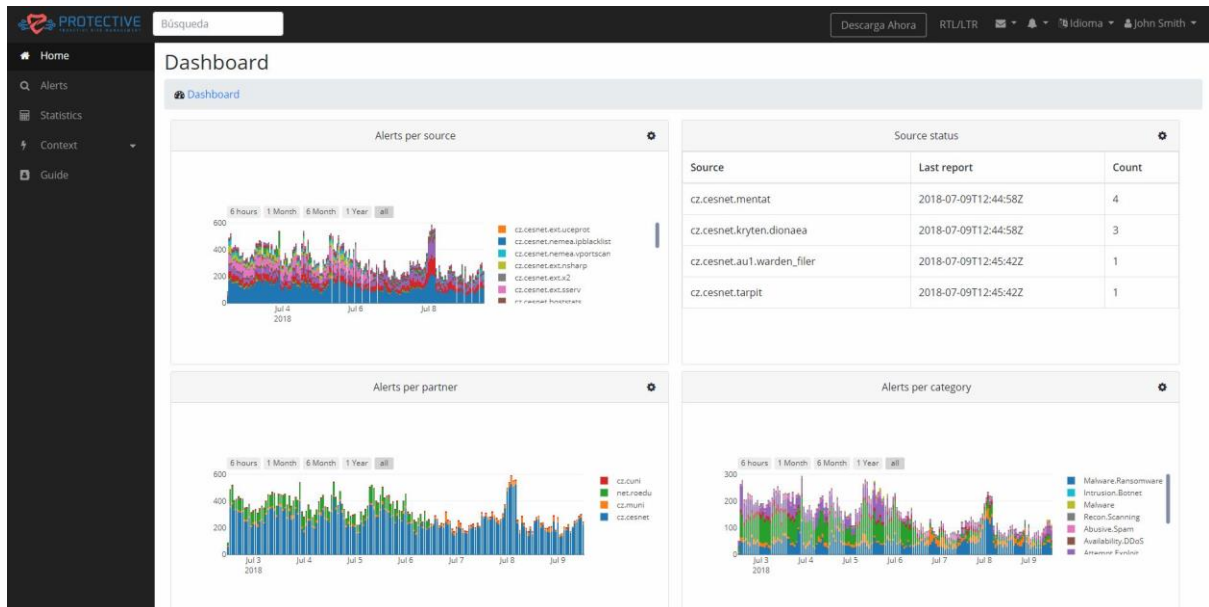 PROTECTIVE
Búsqueda
Descarga Ahora
RTL/LTR
Idioma
John Smith
Home
Alerts
Statistics
Context
Guide
Dashboard
Dashboard
Alerts per source
6 hours 1 Month 6 Month 1 Year all
600
400
200
0
Jul 4
2018
Jul 6
Jul 8
cz.cesnet.ext.uceprot
cz.cesnet.nemea.ipblacklist
cz.cesnet.nemea.vportscan
cz.cesnet.ext.nsharp
cz.cesnet.ext.x2
cz.cesnet.ext.sserv
cz.cesnet.hoststats
Source status
Source Last report Count
cz.cesnet.mentat 2018-07-09T12:44:58Z 4
cz.cesnet.kryten.dionaea 2018-07-09T12:44:58Z 3
cz.cesnet.au1.warden_filer 2018-07-09T12:45:42Z 1
cz.cesnet.tarpit 2018-07-09T12:45:42Z 1
Alerts per partner
6 hours 1 Month 6 Month 1 Year all
600
400
200
0
Jul 3
2018
Jul 4
Jul 5
Jul 6
Jul 7
Jul 8
Jul 9
cz.cuni
net.roedu
cz.muni
cz.cesnet
Alerts per category
6 hours 1 Month 6 Month 1 Year all
300
200
100
0
Jul 3
2018
Jul 4
Jul 5
Jul 6
Jul 7
Jul 8
Jul 9
Malware.Ransomware
Intrusion.Botnet
Malware
Recon.Scanning
Abusive.Spam
Availability.DDoS
Attempt.Exploit